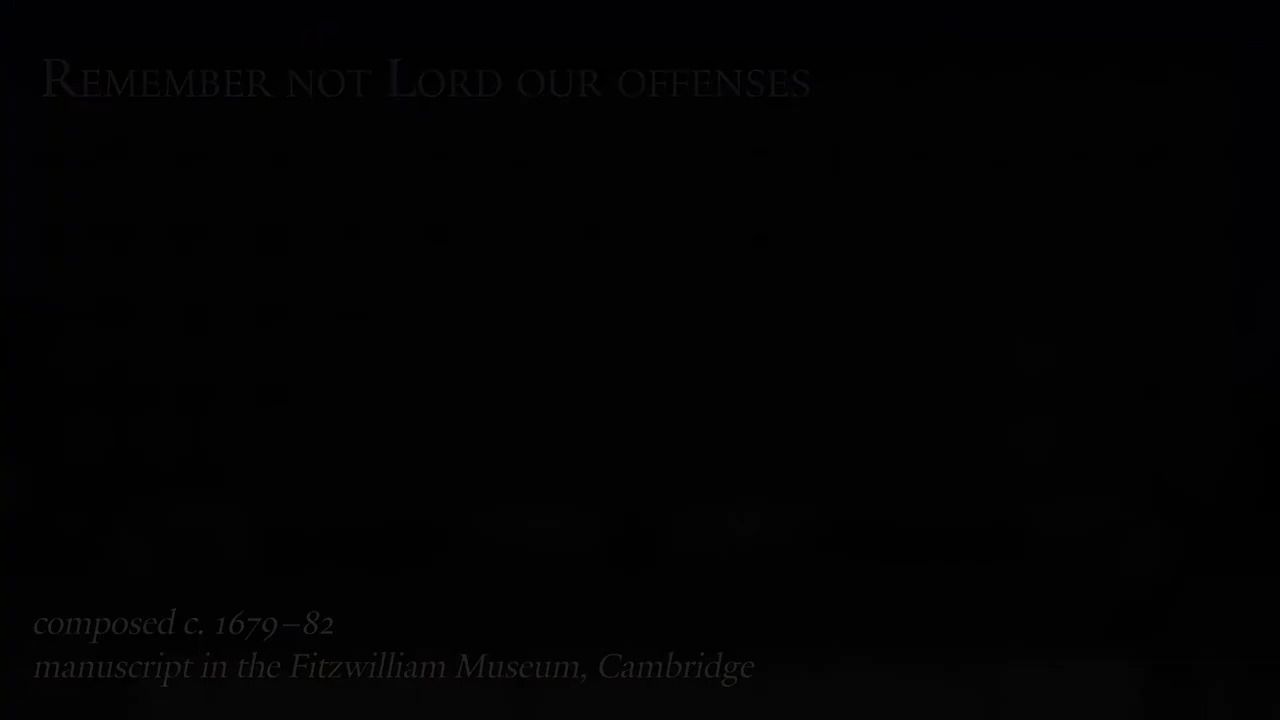 Remember not Lord our offenses
composed c. 1679–82
manuscript in the Fitzwilliam Museum, Cambridge